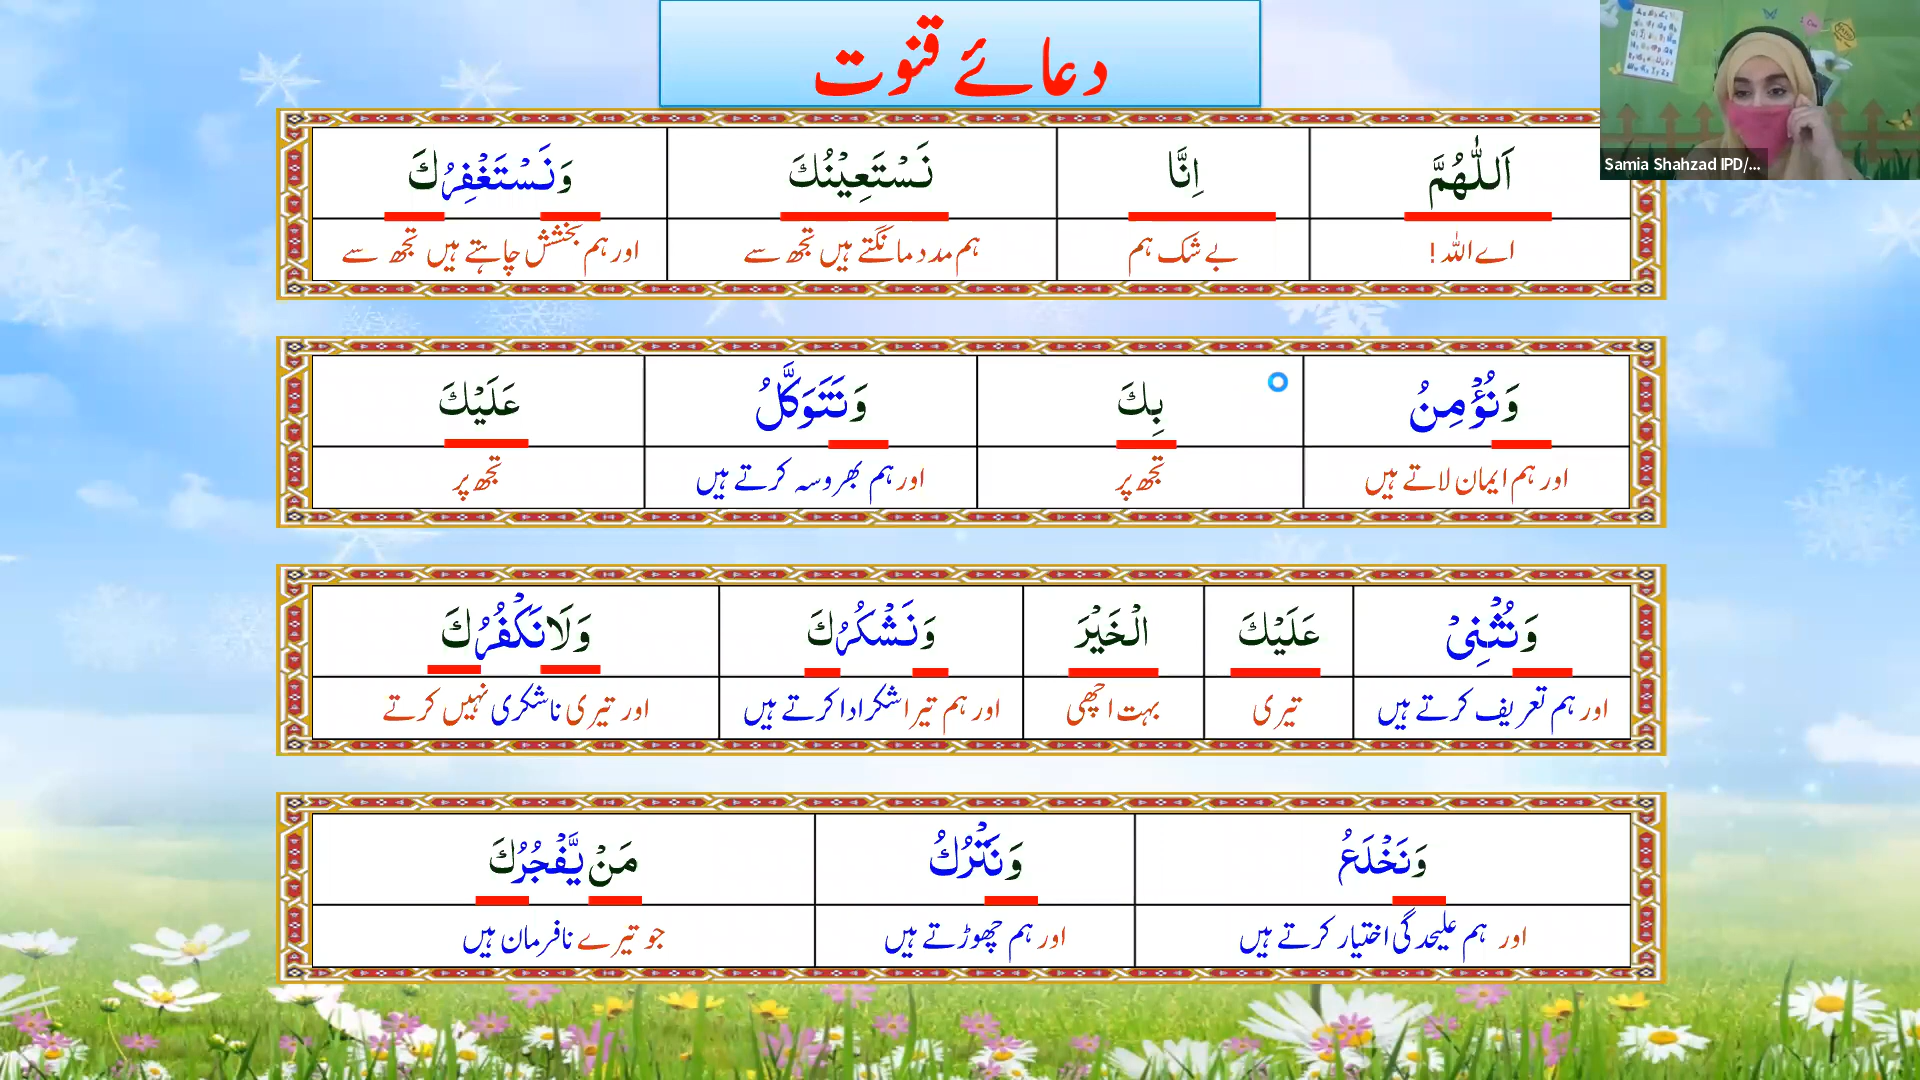 دعائے قنوت
Samia Shahzad IPD/...
اَللّٰهُمَّ اِنَّا نَسْتَعِيْنُكَ وَنَسْتَغْفِرُكَ
اے اللہ ! بے شک ہم ہم مدد مانگتے ہیں تجھ سے اور ہم بخشش چاہتے ہیں تجھ سے
وَنُؤْمِنُ بِكَ وَنَتَوَكَّلُ عَلَيْكَ
اور ہم ایمان لاتے ہیں تجھ پر اور ہم بھروسہ کرتے ہیں تجھ پر
وَنُثْنِيْ عَلَيْكَ الْخَيْرَ وَنَشْكُرُكَ وَلَا نَكْفُرُكَ
اور ہم تعریف کرتے ہیں تیری بہت اچھی اور ہم تیرا شکر ادا کرتے ہیں اور تیری ناشکری نہیں کرتے
وَنَخْلَعُ وَنَتْرُكُ مَنْ يَّفْجُرُكَ
اور ہم علیحدگی اختیار کرتے ہیں اور ہم چھوڑتے ہیں جو تیرے نافرمان ہیں